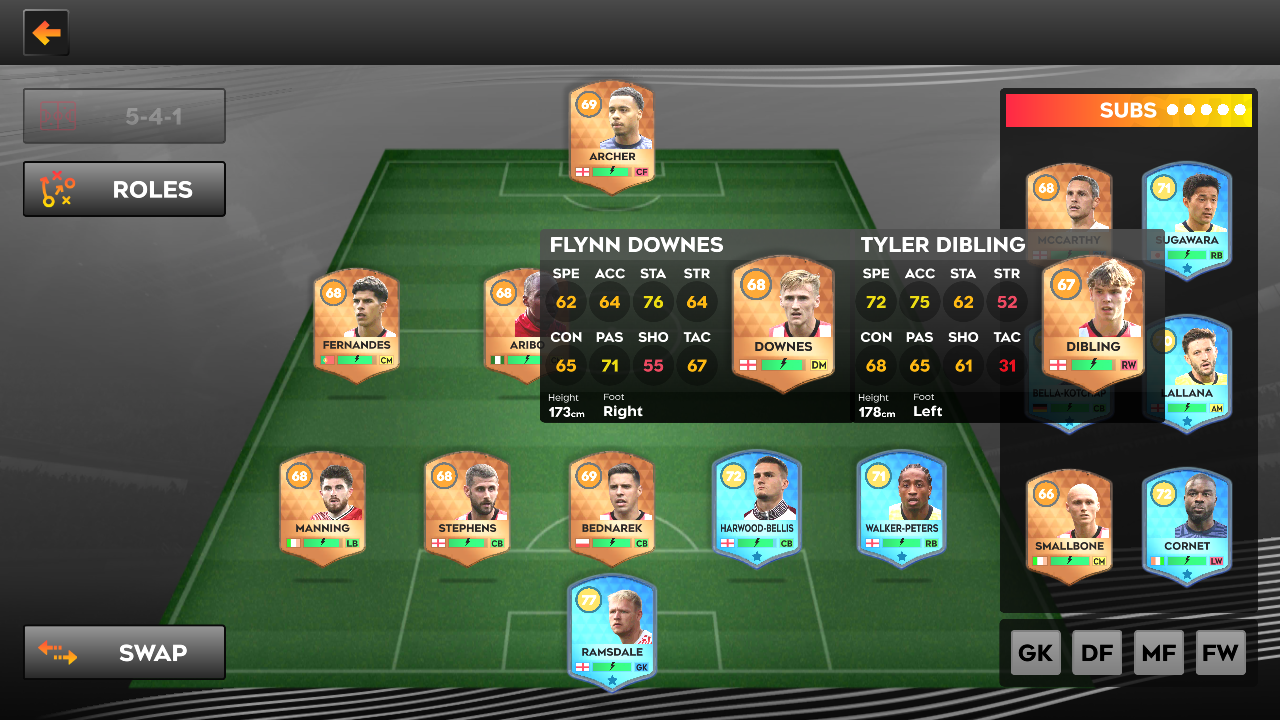 5-4-1
ROLES
SUBS
69
ARCHER
CF
68
FERNANDES
CM
68
ARIBO
FLYNN DOWNES
SPE ACC STA STR
62 64 76 64
CON PAS SHO TAC
65 71 55 67
Height Foot
173cm Right
68
DOWNES
DM
TYLER DIBLING
SPE ACC STA STR
72 75 62 52
CON PAS SHO TAC
68 65 61 31
Height Foot
178cm Left
67
DIBLING
RW
68
MCCARTHY
71
SUGAWARA
RB
BELLA-KOTCHAP
CB
LALLANA
AM
66
SMALLBONE
CM
72
CORNET
LW
68
MANNING
LB
68
STEPHENS
CB
69
BEDNAREK
CB
72
HARWOOD-BELLIS
CB
71
WALKER-PETERS
RB
77
RAMSDALE
GK
SWAP
GK DF MF FW